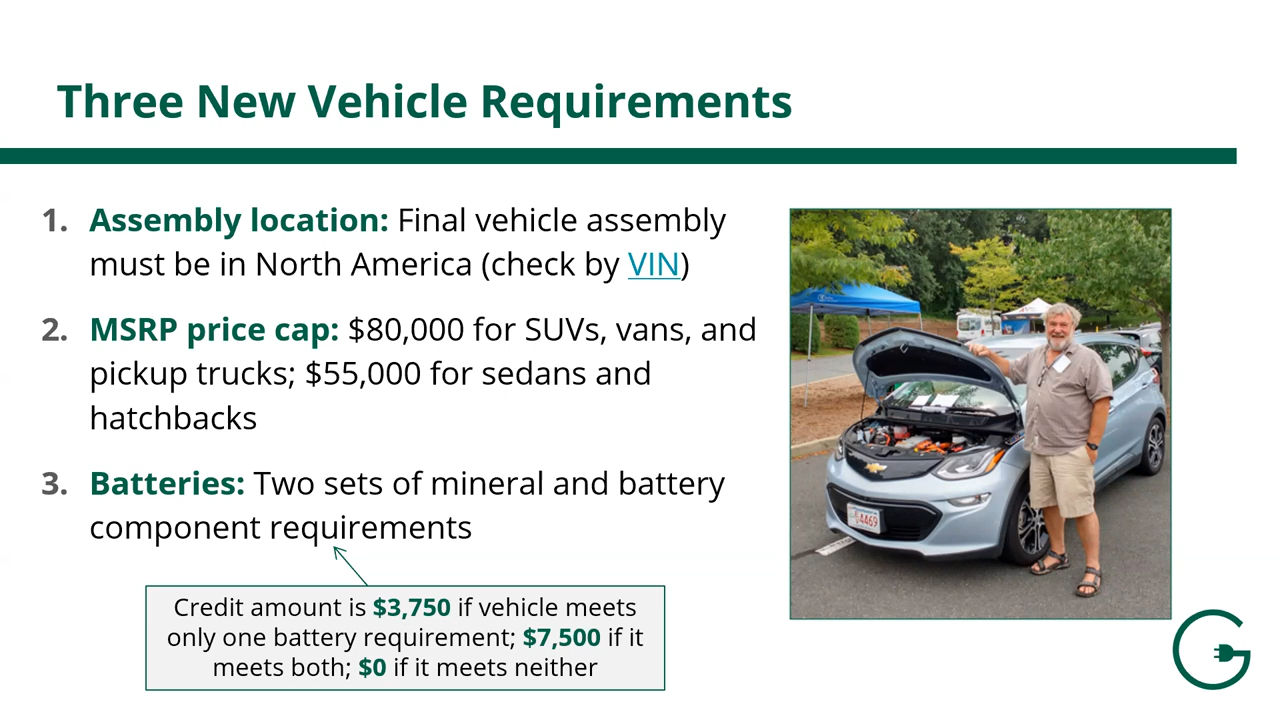 Three New Vehicle Requirements
1. Assembly location: Final vehicle assembly
must be in North America (check by VIN)
2. MSRP price cap: $80,000 for SUVs, vans, and
pickup trucks; $55,000 for sedans and
hatchbacks
3. Batteries: Two sets of mineral and battery
component requirements
Credit amount is $3,750 if vehicle meets
only one battery requirement; $7,500 if it
meets both; $0 if it meets neither
4469